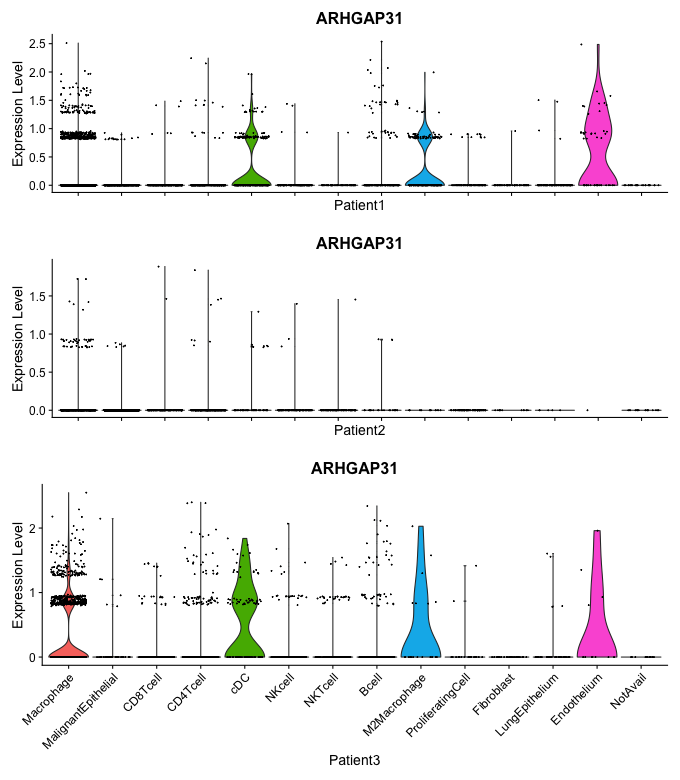 ARHGAP31
Expression Level
2.5
2.0
1.5
1.0
0.5
0.0
Patient1
ARHGAP31
Expression Level
1.5
1.0
0.5
0.0
Patient2
ARHGAP31
Expression Level
2
1
0
Macrophage
MalignantEpithelial
CD8Tcell
CD4Tcell
cDC
NKcell
NKTcell
Bcell
M2Macrophage
ProliferatingCell
Fibroblast
LungEpithelium
Endothelium
NotAvail
Patient3